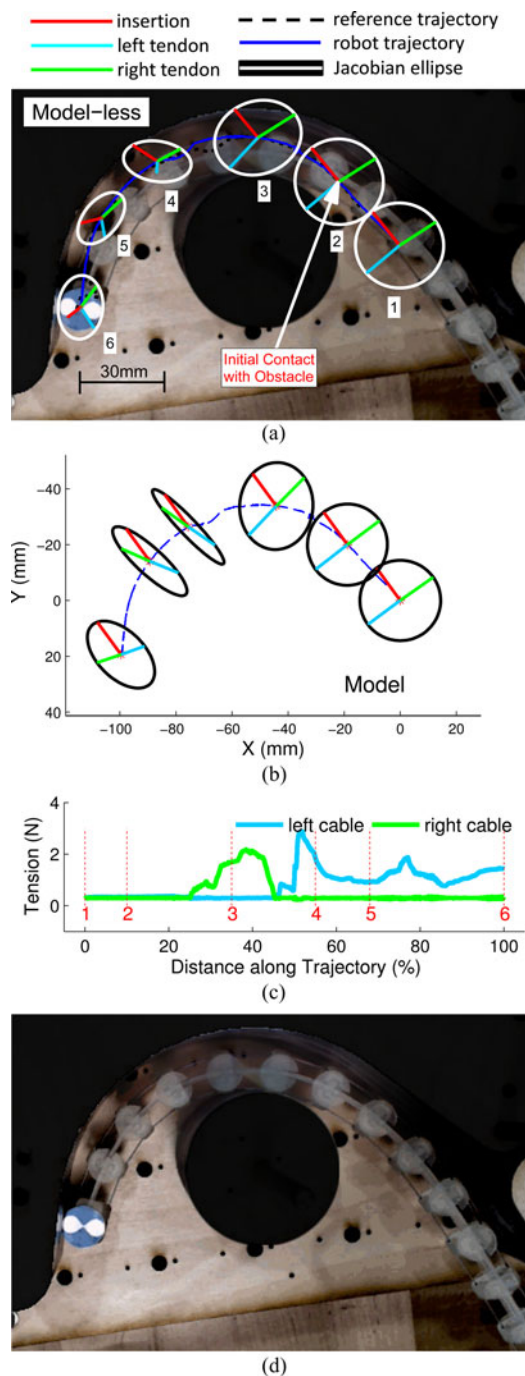 insertion
reference trajectory
left tendon
robot trajectory
right tendon
Jacobian ellipse
Model-less
3
4
2
5
1
6
Initial Contact
with Obstacle
30mm
(a)
-40
-20
0
20
40
Y (mm)
Model
-100 -80 -60 -40 -20 0 20
X (mm)
(b)
4
2
0
Tension (N)
left cable right cable
1 2 3 4 5 6
0 20 40 60 80 100
Distance along Trajectory (%)
(c)
(d)